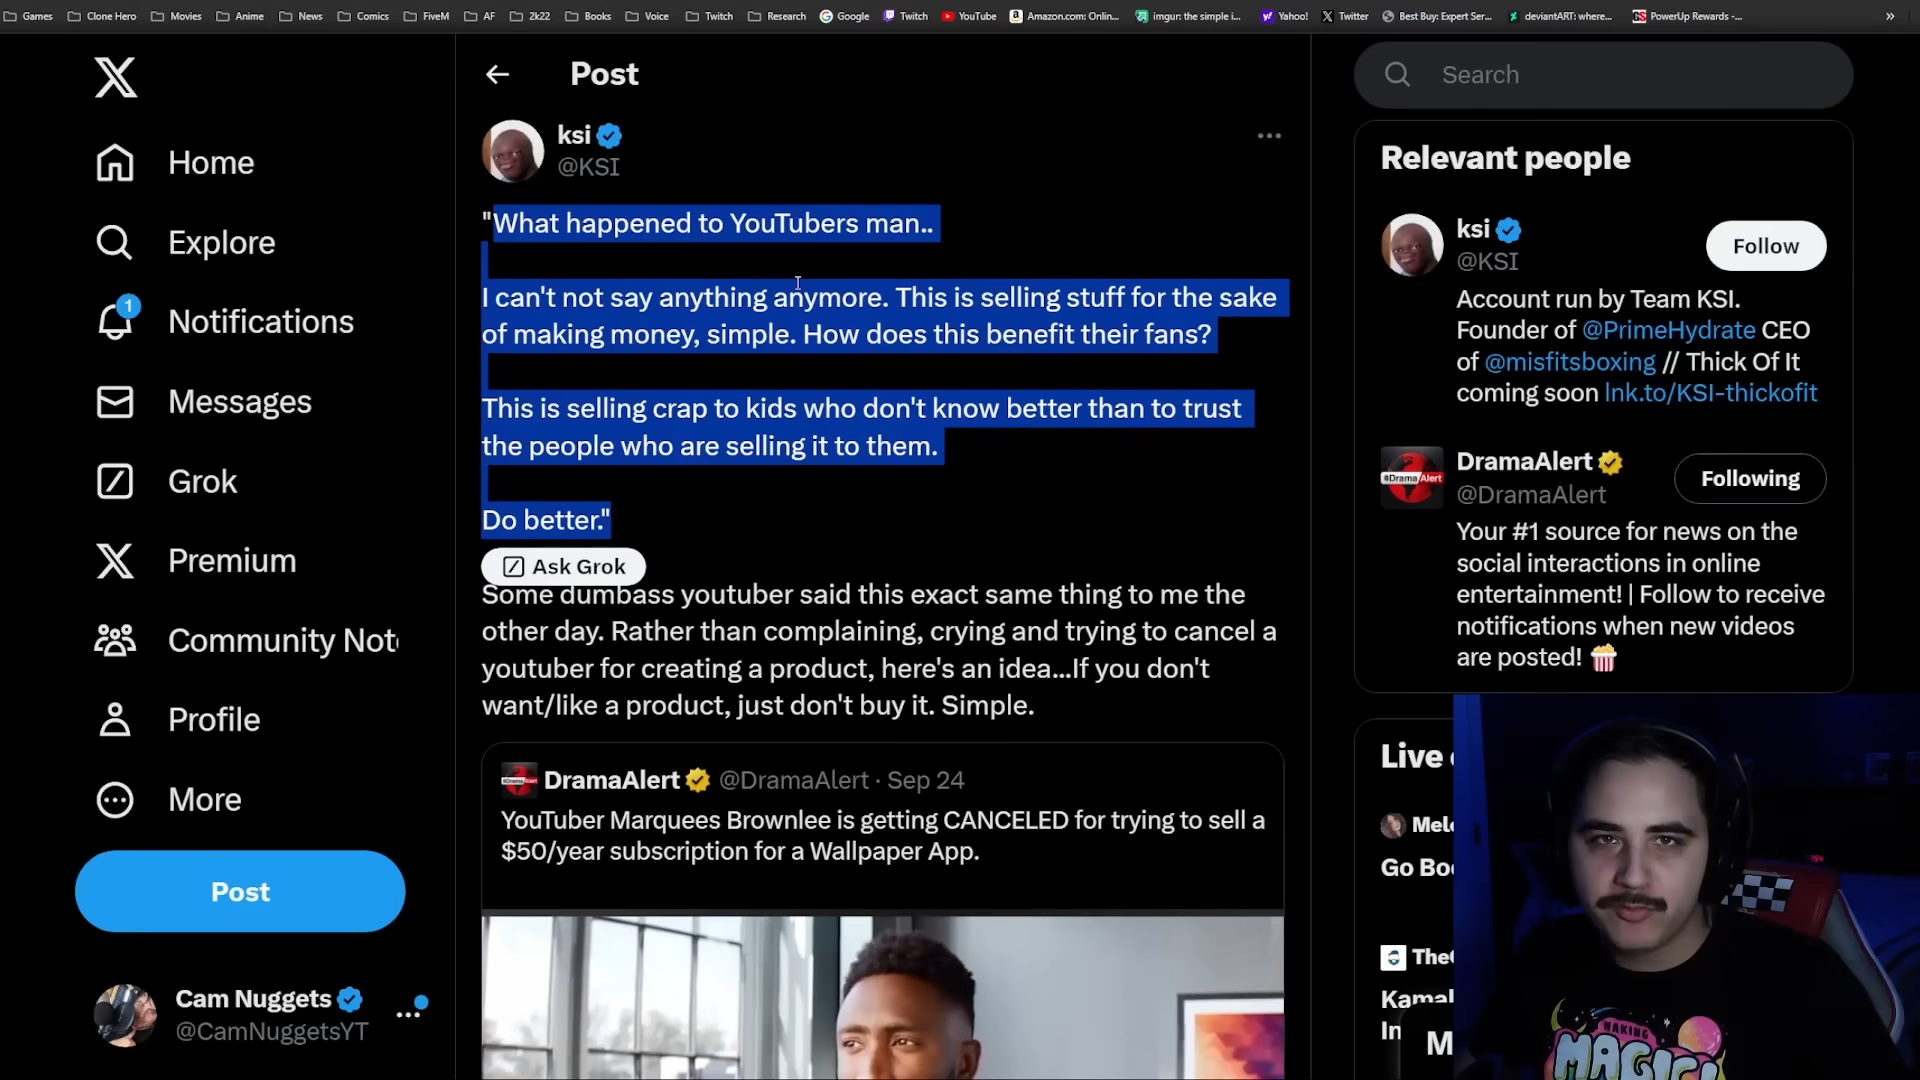 Games
Clone Hero
Movies
Anime
News
Comics
FiveM
AF
2k22
Books
Voice
Twitch
Research
Google
Twitch
YouTube
Amazon.com: Onlin...
imgur: the simple i...
Yahoo!
Twitter
Best Buy: Expert Ser...
deviantART: where...
PowerUp Rewards -...
»
Home
Explore
1
Notifications
Messages
Grok
Premium
Community Not
Profile
More
Post
Cam Nuggets
@CamNuggetsYT
Post
ksi
@KSI
"What happened to YouTubers man..
I can't not say anything anymore. This is selling stuff for the sake
of making money, simple. How does this benefit their fans?
This is selling crap to kids who don't know better than to trust
the people who are selling it to them.
Do better."
Ask Grok
Some dumbass youtuber said this exact same thing to me the
other day. Rather than complaining, crying and trying to cancel a
youtuber for creating a product, here's an idea...If you don't
want/like a product, just don't buy it. Simple.
DramaAlert @DramaAlert · Sep 24
YouTuber Marquees Brownlee is getting CANCELED for trying to sell a
$50/year subscription for a Wallpaper App.
Search
Relevant people
ksi
@KSI
Follow
Account run by Team KSI.
Founder of @PrimeHydrate CEO
of @misfitsboxing // Thick Of It
coming soon lnk.to/KSI-thickofit
#DramaAlert
DramaAlert
@DramaAlert
Following
Your #1 source for news on the
social interactions in online
entertainment! | Follow to receive
notifications when new videos
are posted!
Live
Mel
Go Bo
The
Kamal
In
M
MAKING
MAGIC